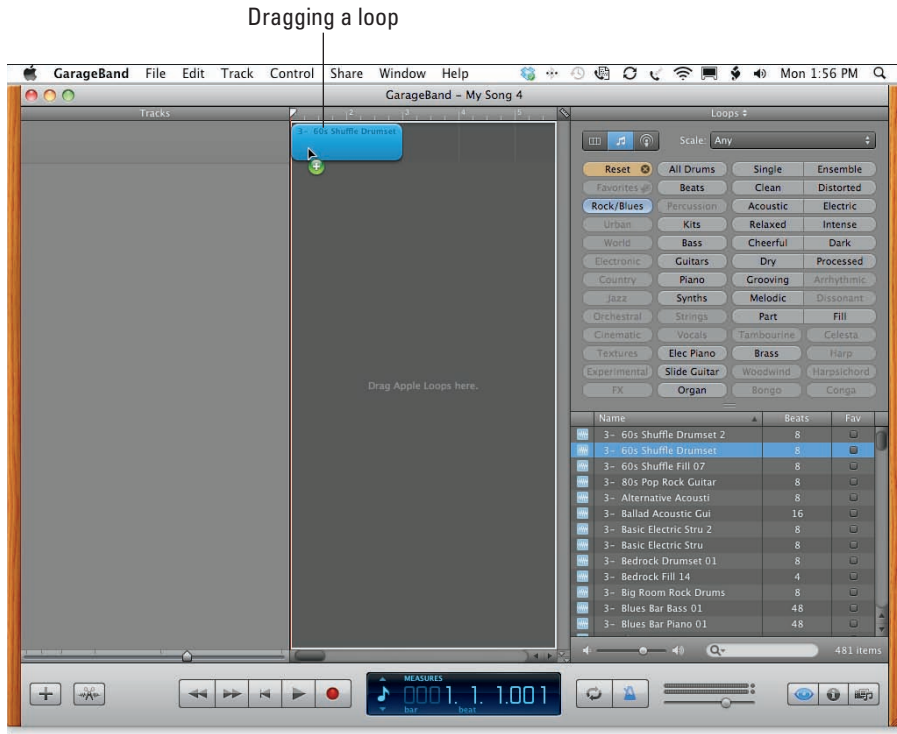 Dragging a loop
GarageBand File Edit Track Control Share Window Help Mon 1:56 PM
GarageBand – My Song 4
Tracks 2 3 4 5 Loops
3- 60s Shuffle Drumset
Scale: Any
Reset All Drums Single Ensemble
Favorites Beats Clean Distorted
Rock/Blues Percussion Acoustic Electric
Urban Kits Relaxed Intense
World Bass Cheerful Dark
Electronic Guitars Dry Processed
Country Piano Grooving Arrhythmic
Jazz Synths Melodic Dissonant
Orchestral Strings Part Fill
Cinematic Vocals Tambourine Celesta
Textures Elec Piano Brass Harp
Experimental Slide Guitar Woodwind Harpsichord
FX Organ Bongo Conga
Drag Apple Loops here.
Name Beats Fav
3- 60s Shuffle Drumset 2 8
3- 60s Shuffle Drumset 8
3- 60s Shuffle Fill 07 8
3- 80s Pop Rock Guitar 8
3- Alternative Acousti 8
3- Ballad Acoustic Gui 16
3- Basic Electric Stru 2 8
3- Basic Electric Stru 8
3- Bedrock Drumset 01 8
3- Bedrock Fill 14 4
3- Big Room Rock Drums 8
3- Blues Bar Bass 01 48
3- Blues Bar Piano 01 48
481 items
MEASURES
0001. 1. 1.001
bar beat